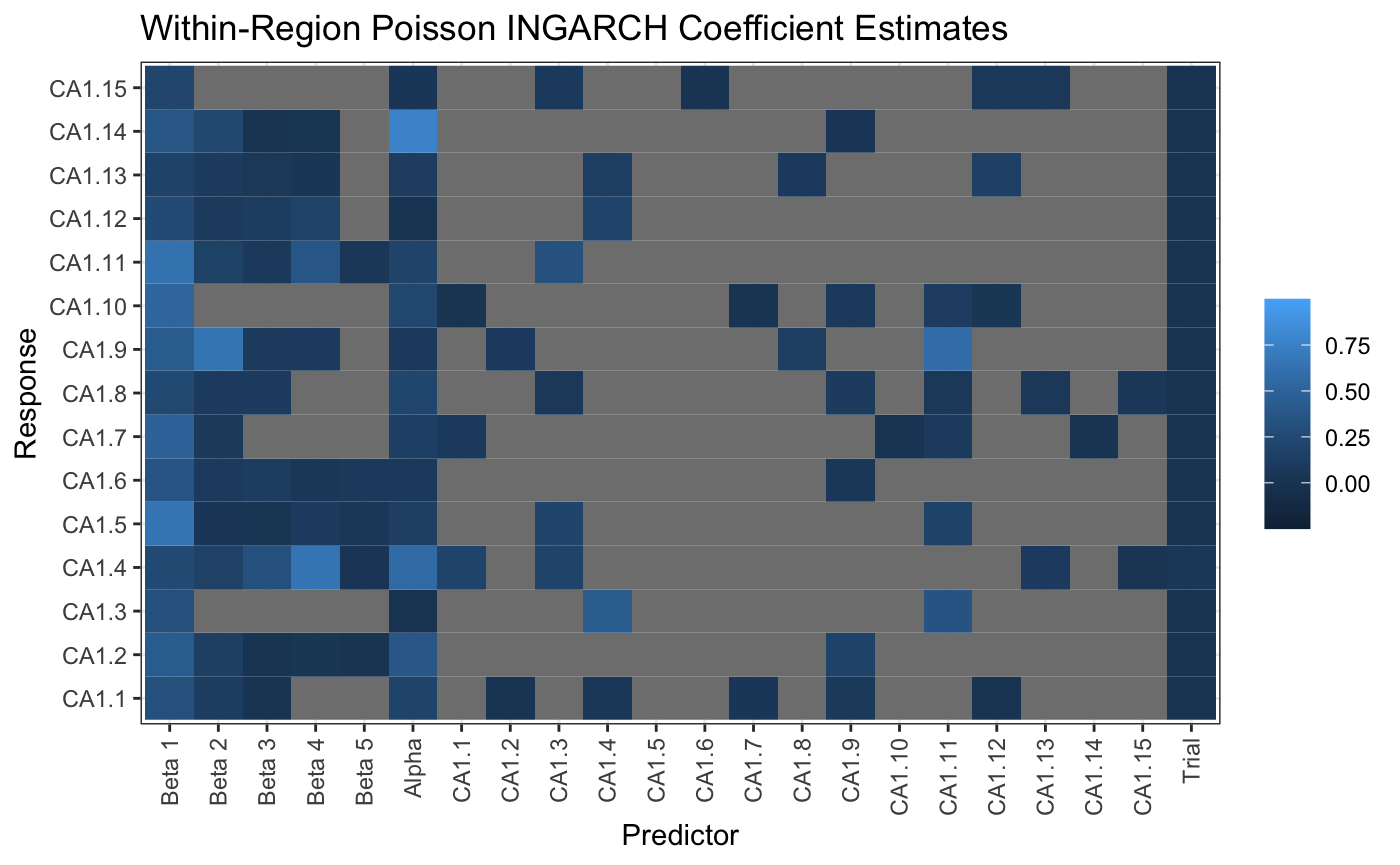 Within-Region Poisson INGARCH Coefficient Estimates
Response
CA1.15
CA1.14
CA1.13
CA1.12
CA1.11
CA1.10
CA1.9
CA1.8
CA1.7
CA1.6
CA1.5
CA1.4
CA1.3
CA1.2
CA1.1
Beta 1
Beta 2
Beta 3
Beta 4
Beta 5
Alpha
CA1.1
CA1.2
CA1.3
CA1.4
CA1.5
CA1.6
CA1.7
CA1.8
CA1.9
CA1.10
CA1.11
CA1.12
CA1.13
CA1.14
CA1.15
Trial
Predictor
0.75
0.50
0.25
0.00